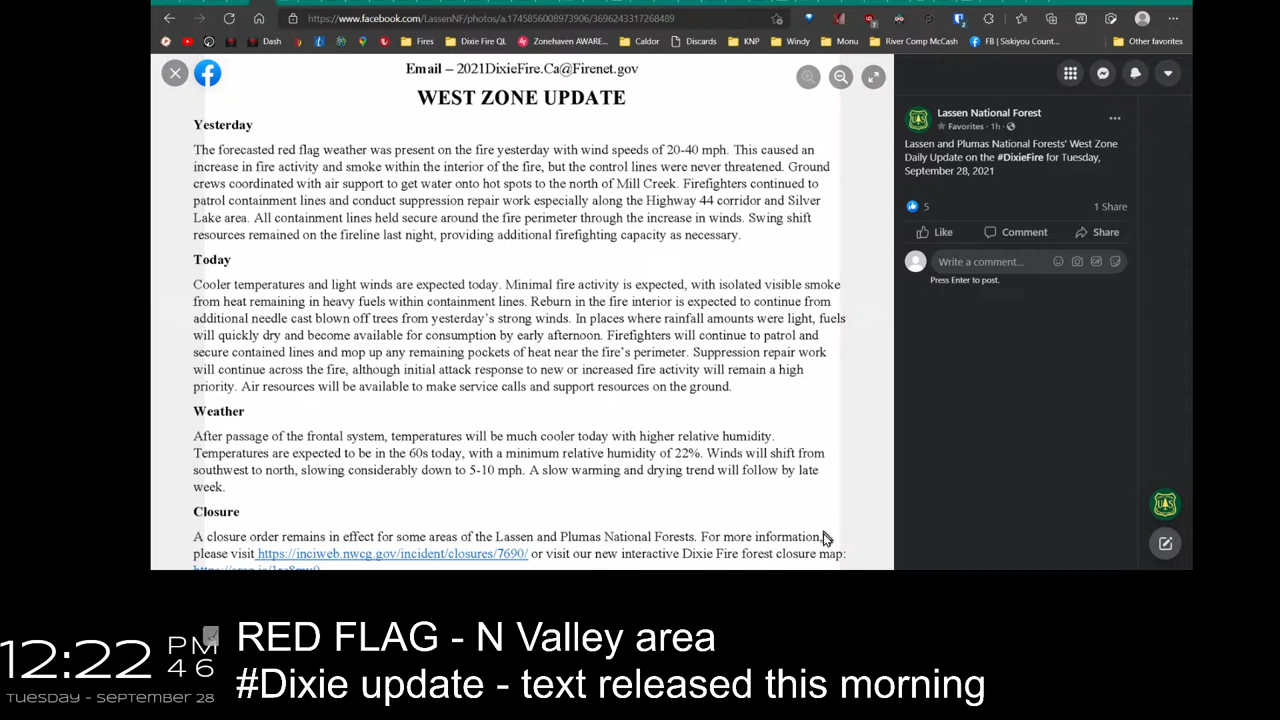 https://www.facebook.com/LassenNF/photos/a.1745856008973906/3696243317268489
Dash
Fires
Dixie Fire QL
Zonehaven AWARE...
Caldor
Discards
KNP
Windy
Monu
River Comp McCash
FB | Siskiyou Count...
Other favorites
Email – 2021DixieFire.Ca@Firenet.gov
WEST ZONE UPDATE
Yesterday
The forecasted red flag weather was present on the fire yesterday with wind speeds of 20-40 mph. This caused an
increase in fire activity and smoke within the interior of the fire, but the control lines were never threatened. Ground
crews coordinated with air support to get water onto hot spots to the north of Mill Creek. Firefighters continued to
patrol containment lines and conduct suppression repair work especially along the Highway 44 corridor and Silver
Lake area. All containment lines held secure around the fire perimeter through the increase in winds. Swing shift
resources remained on the fireline last night, providing additional firefighting capacity as necessary.
Today
Cooler temperatures and light winds are expected today. Minimal fire activity is expected, with isolated visible smoke
from heat remaining in heavy fuels within containment lines. Reburn in the fire interior is expected to continue from
additional needle cast blown off trees from yesterday's strong winds. In places where rainfall amounts were light, fuels
will quickly dry and become available for consumption by early afternoon. Firefighters will continue to patrol and
secure contained lines and mop up any remaining pockets of heat near the fire's perimeter. Suppression repair work
will continue across the fire, although initial attack response to new or increased fire activity will remain a high
priority. Air resources will be available to make service calls and support resources on the ground.
Weather
After passage of the frontal system, temperatures will be much cooler today with higher relative humidity.
Temperatures are expected to be in the 60s today, with a minimum relative humidity of 22%. Winds will shift from
southwest to north, slowing considerably down to 5-10 mph. A slow warming and drying trend will follow by late
week.
Closure
A closure order remains in effect for some areas of the Lassen and Plumas National Forests. For more information,
please visit https://inciweb.nwcg.gov/incident/closures/7690/ or visit our new interactive Dixie Fire forest closure map:
Lassen National Forest
Favorites · 1h ·
Lassen and Plumas National Forests' West Zone
Daily Update on the #DixieFire for Tuesday,
September 28, 2021
5
1 Share
Like
Comment
Share
Write a comment...
Press Enter to post.
12:22 PM
46
TUESDAY - SEPTEMBER 28
RED FLAG - N Valley area
#Dixie update - text released this morning